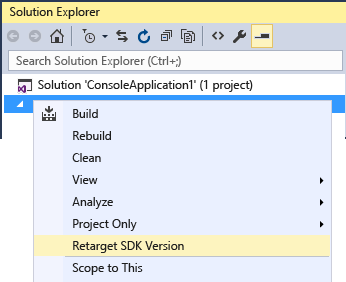 Solution Explorer
Search Solution Explorer (Ctrl+;)
Solution 'ConsoleApplication1' (1 project)
Build
Rebuild
Clean
View
Analyze
Project Only
Retarget SDK Version
Scope to This